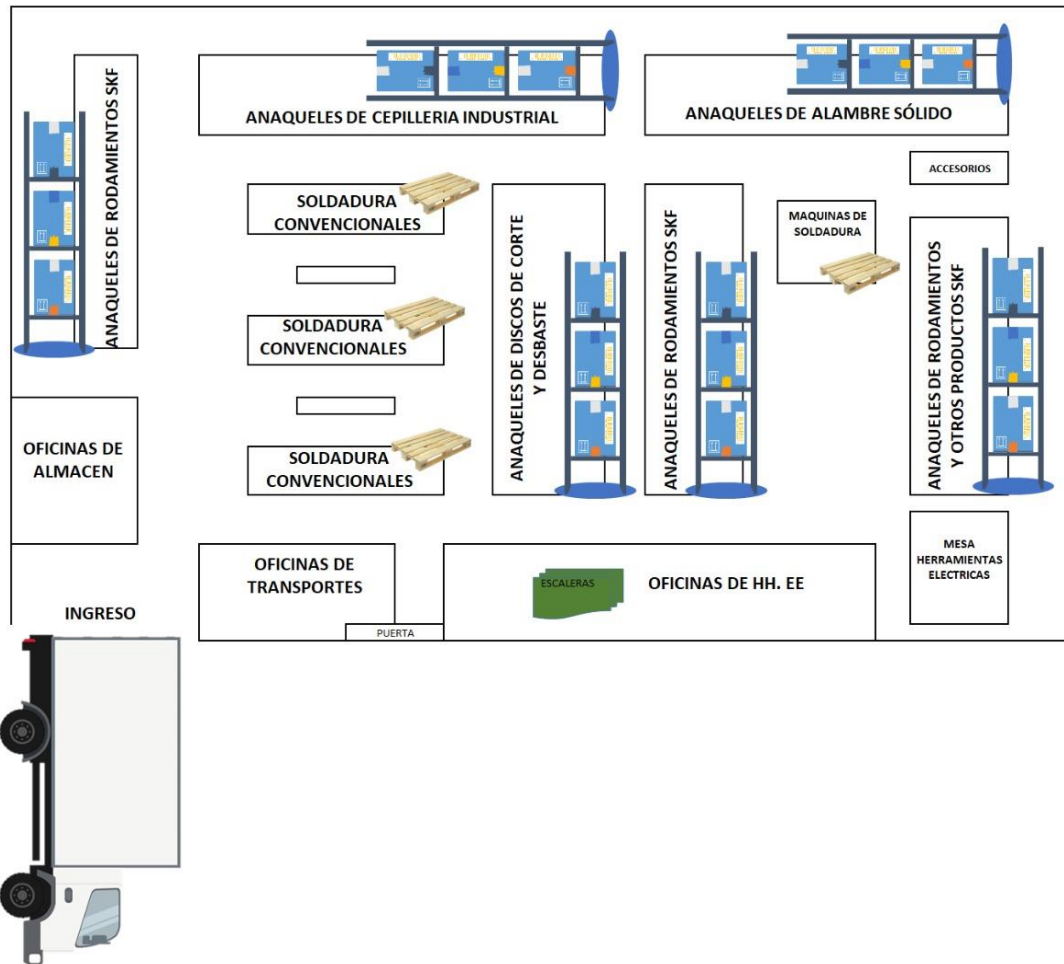 ANAQUELES DE RODAMIENTOS SKF
ANAQUELES DE CEPILLERIA INDUSTRIAL
ANAQUELES DE ALAMBRE SÓLIDO
ACCESORIOS
SOLDADURA
CONVENCIONALES
SOLDADURA
CONVENCIONALES
SOLDADURA
CONVENCIONALES
ANAQUELES DE DISCOS DE CORTE
Y DESBASTE
ANAQUELES DE RODAMIENTOS SKF
MAQUINAS DE
SOLDADURA
ANAQUELES DE RODAMIENTOS
Y OTROS PRODUCTOS SKF
OFICINAS DE
ALMACEN
OFICINAS DE
TRANSPORTES
PUERTA
ESCALERAS
OFICINAS DE HH. EE
MESA
HERRAMIENTAS
ELECTRICAS
INGRESO